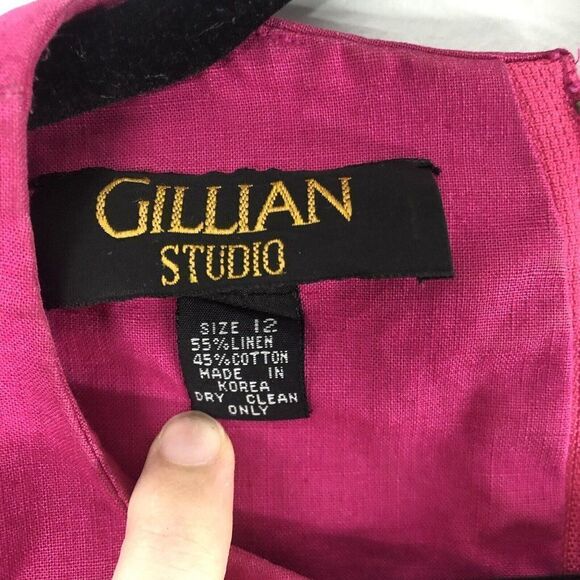 GILLIAN
STUDIO
SIZE 12
55%LINEN
45%COTTON
MADE IN
KOREA
DRY CLEAN
ONLY